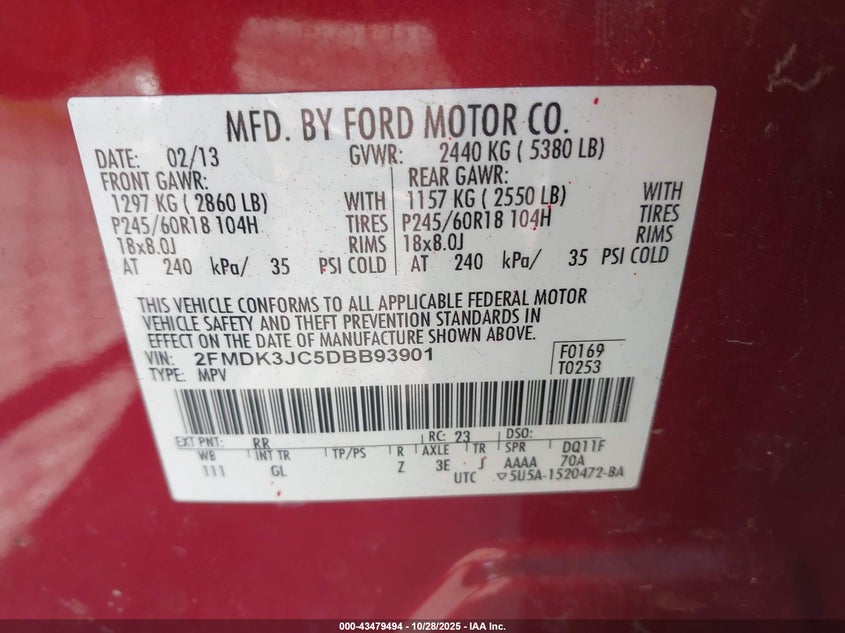 MFD. BY FORD MOTOR CO.
DATE: 02/13 GVWR: 2440 KG ( 5380 LB)
FRONT GAWR: REAR GAWR:
1297 KG ( 2860 LB) WITH 1157 KG ( 2550 LB) WITH
P245/60R18 104H TIRES P245/60R18 104H TIRES
18x8.0J RIMS 18x8.0J RIMS
AT 240 kPa/ 35 PSI COLD AT 240 kPa/ 35 PSI COLD
THIS VEHICLE CONFORMS TO ALL APPLICABLE FEDERAL MOTOR
VEHICLE SAFETY AND THEFT PREVENTION STANDARDS IN
EFFECT ON THE DATE OF MANUFACTURE SHOWN ABOVE.
VIN: 2FMDK3JC5DBB93901 F0169
TYPE: MPV T0253
EXT PNT: RR RC: 23 DSO:
WB INT TR TP/PS R AXLE TR SPR DQ11F
111 GL Z 3E J AAAA 70A
UTC ▽5U5A-1520472-BA
000-43479494 - 10/28/2025 - IAA Inc.